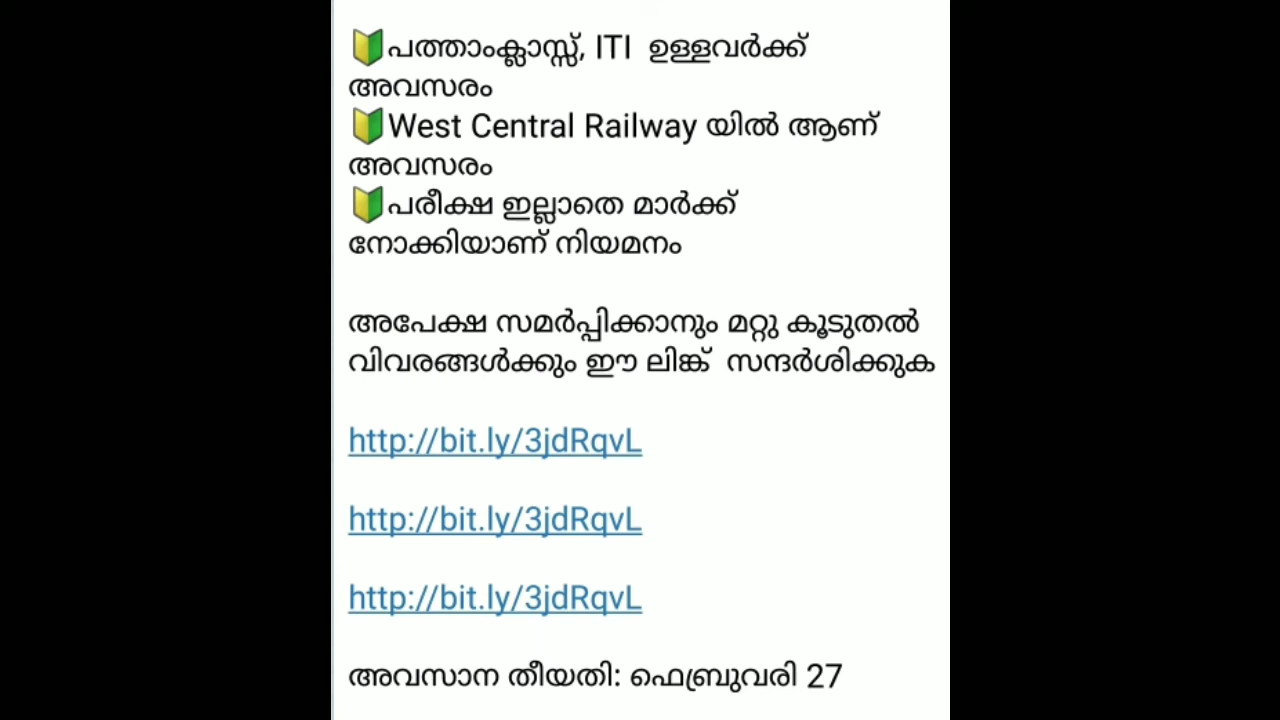 🔰പത്താംക്ലാസ്സ്, ITI ഉള്ളവർക്ക്
അവസരം
🔰West Central Railway യിൽ ആണ്
അവസരം
🔰പരീക്ഷ ഇല്ലാതെ മാർക്ക്
നോക്കിയാണ് നിയമനം
അപേക്ഷ സമർപ്പിക്കാനും മറ്റു കൂടുതൽ
വിവരങ്ങൾക്കും ഈ ലിങ്ക് സന്ദർശിക്കുക
http://bit.ly/3jdRqvL
http://bit.ly/3jdRqvL
http://bit.ly/3jdRqvL
അവസാന തീയതി: ഫെബ്രുവരി 27